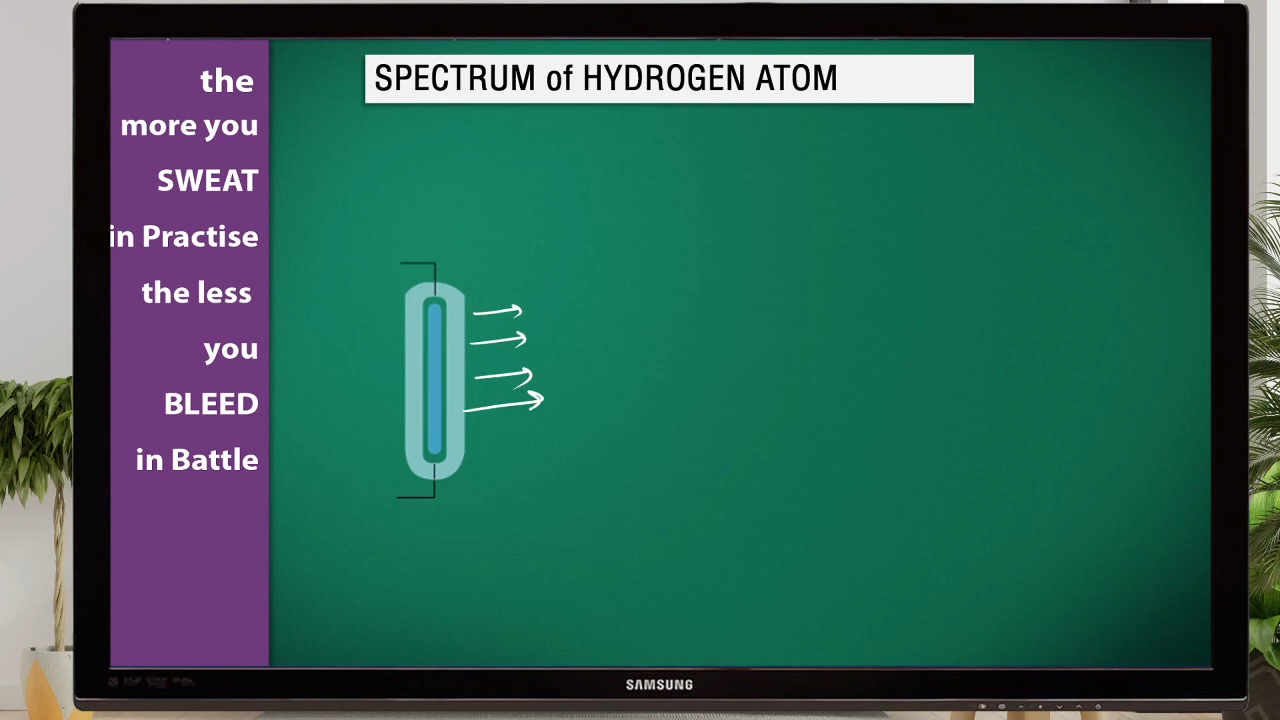 the
more you
SWEAT
in Practise
the less
you
BLEED
in Battle
SPECTRUM of HYDROGEN ATOM
SAMSUNG